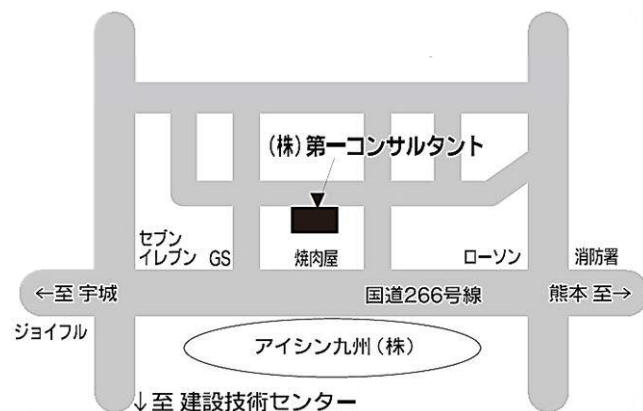 (株)第一コンサルタント
セブン
イレブン GS
焼肉屋
ローソン
消防署
←至 宇城
国道266号線
熊本 至→
ジョイフル
アイシン九州(株)
↓至 建設技術センター